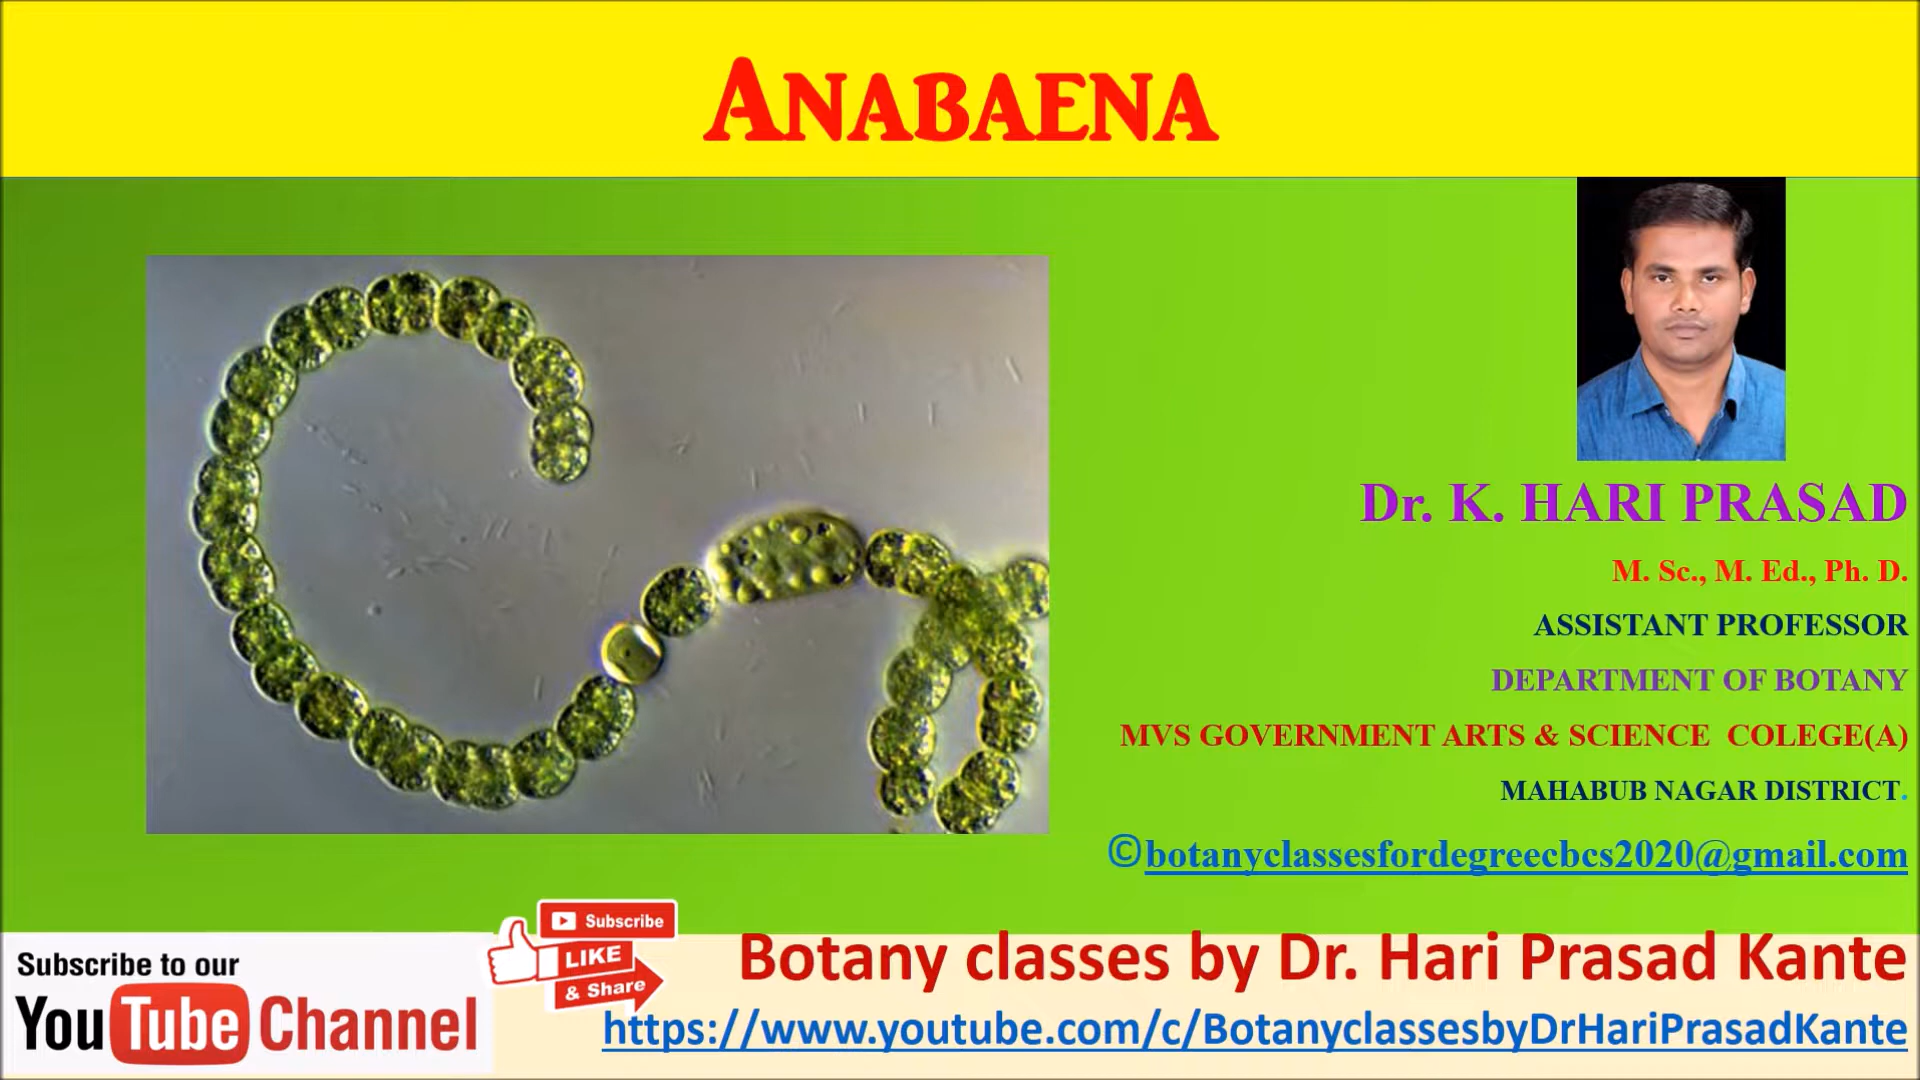 ANABAENA
Dr. K. HARI PRASAD
M. Sc., M. Ed., Ph. D.
ASSISTANT PROFESSOR
DEPARTMENT OF BOTANY
MVS GOVERNMENT ARTS & SCIENCE COLEGE(A)
MAHABUB NAGAR DISTRICT.
©botanyclassesfordegreecbcs2020@gmail.com
Subscribe to our
YouTube Channel
Subscribe
LIKE
& Share
Botany classes by Dr. Hari Prasad Kante
https://www.youtube.com/c/BotanyclassesbyDrHariPrasadKante